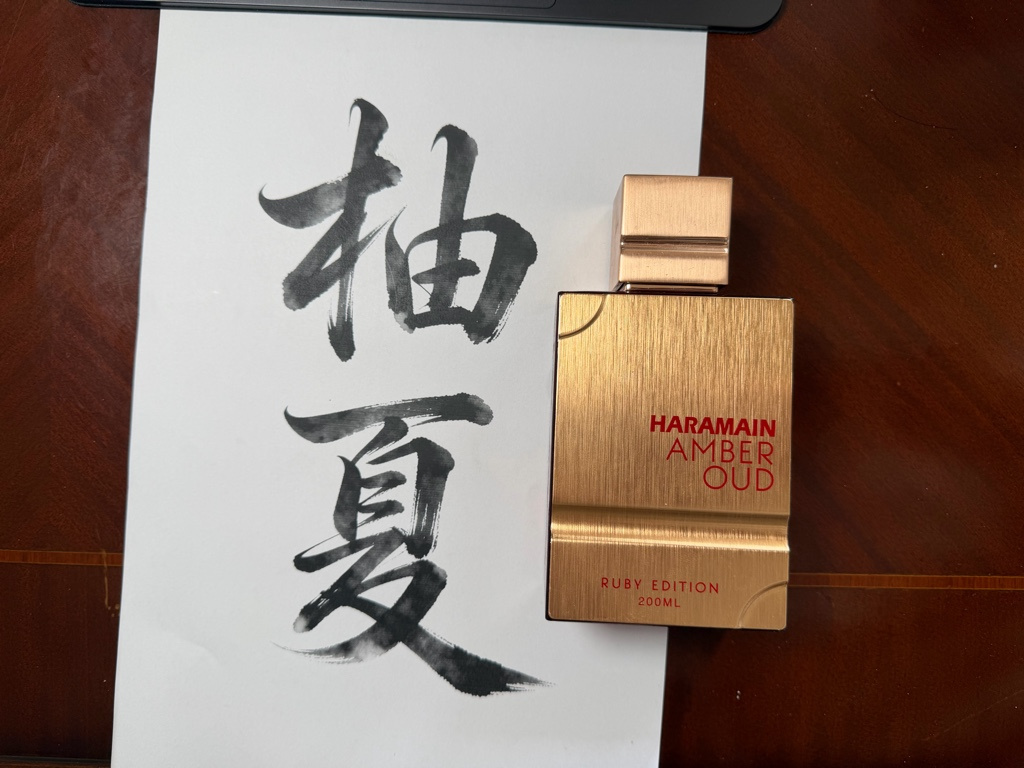 柚
夏
HARAMAIN
AMBER
OUD
RUBY EDITION
200ML